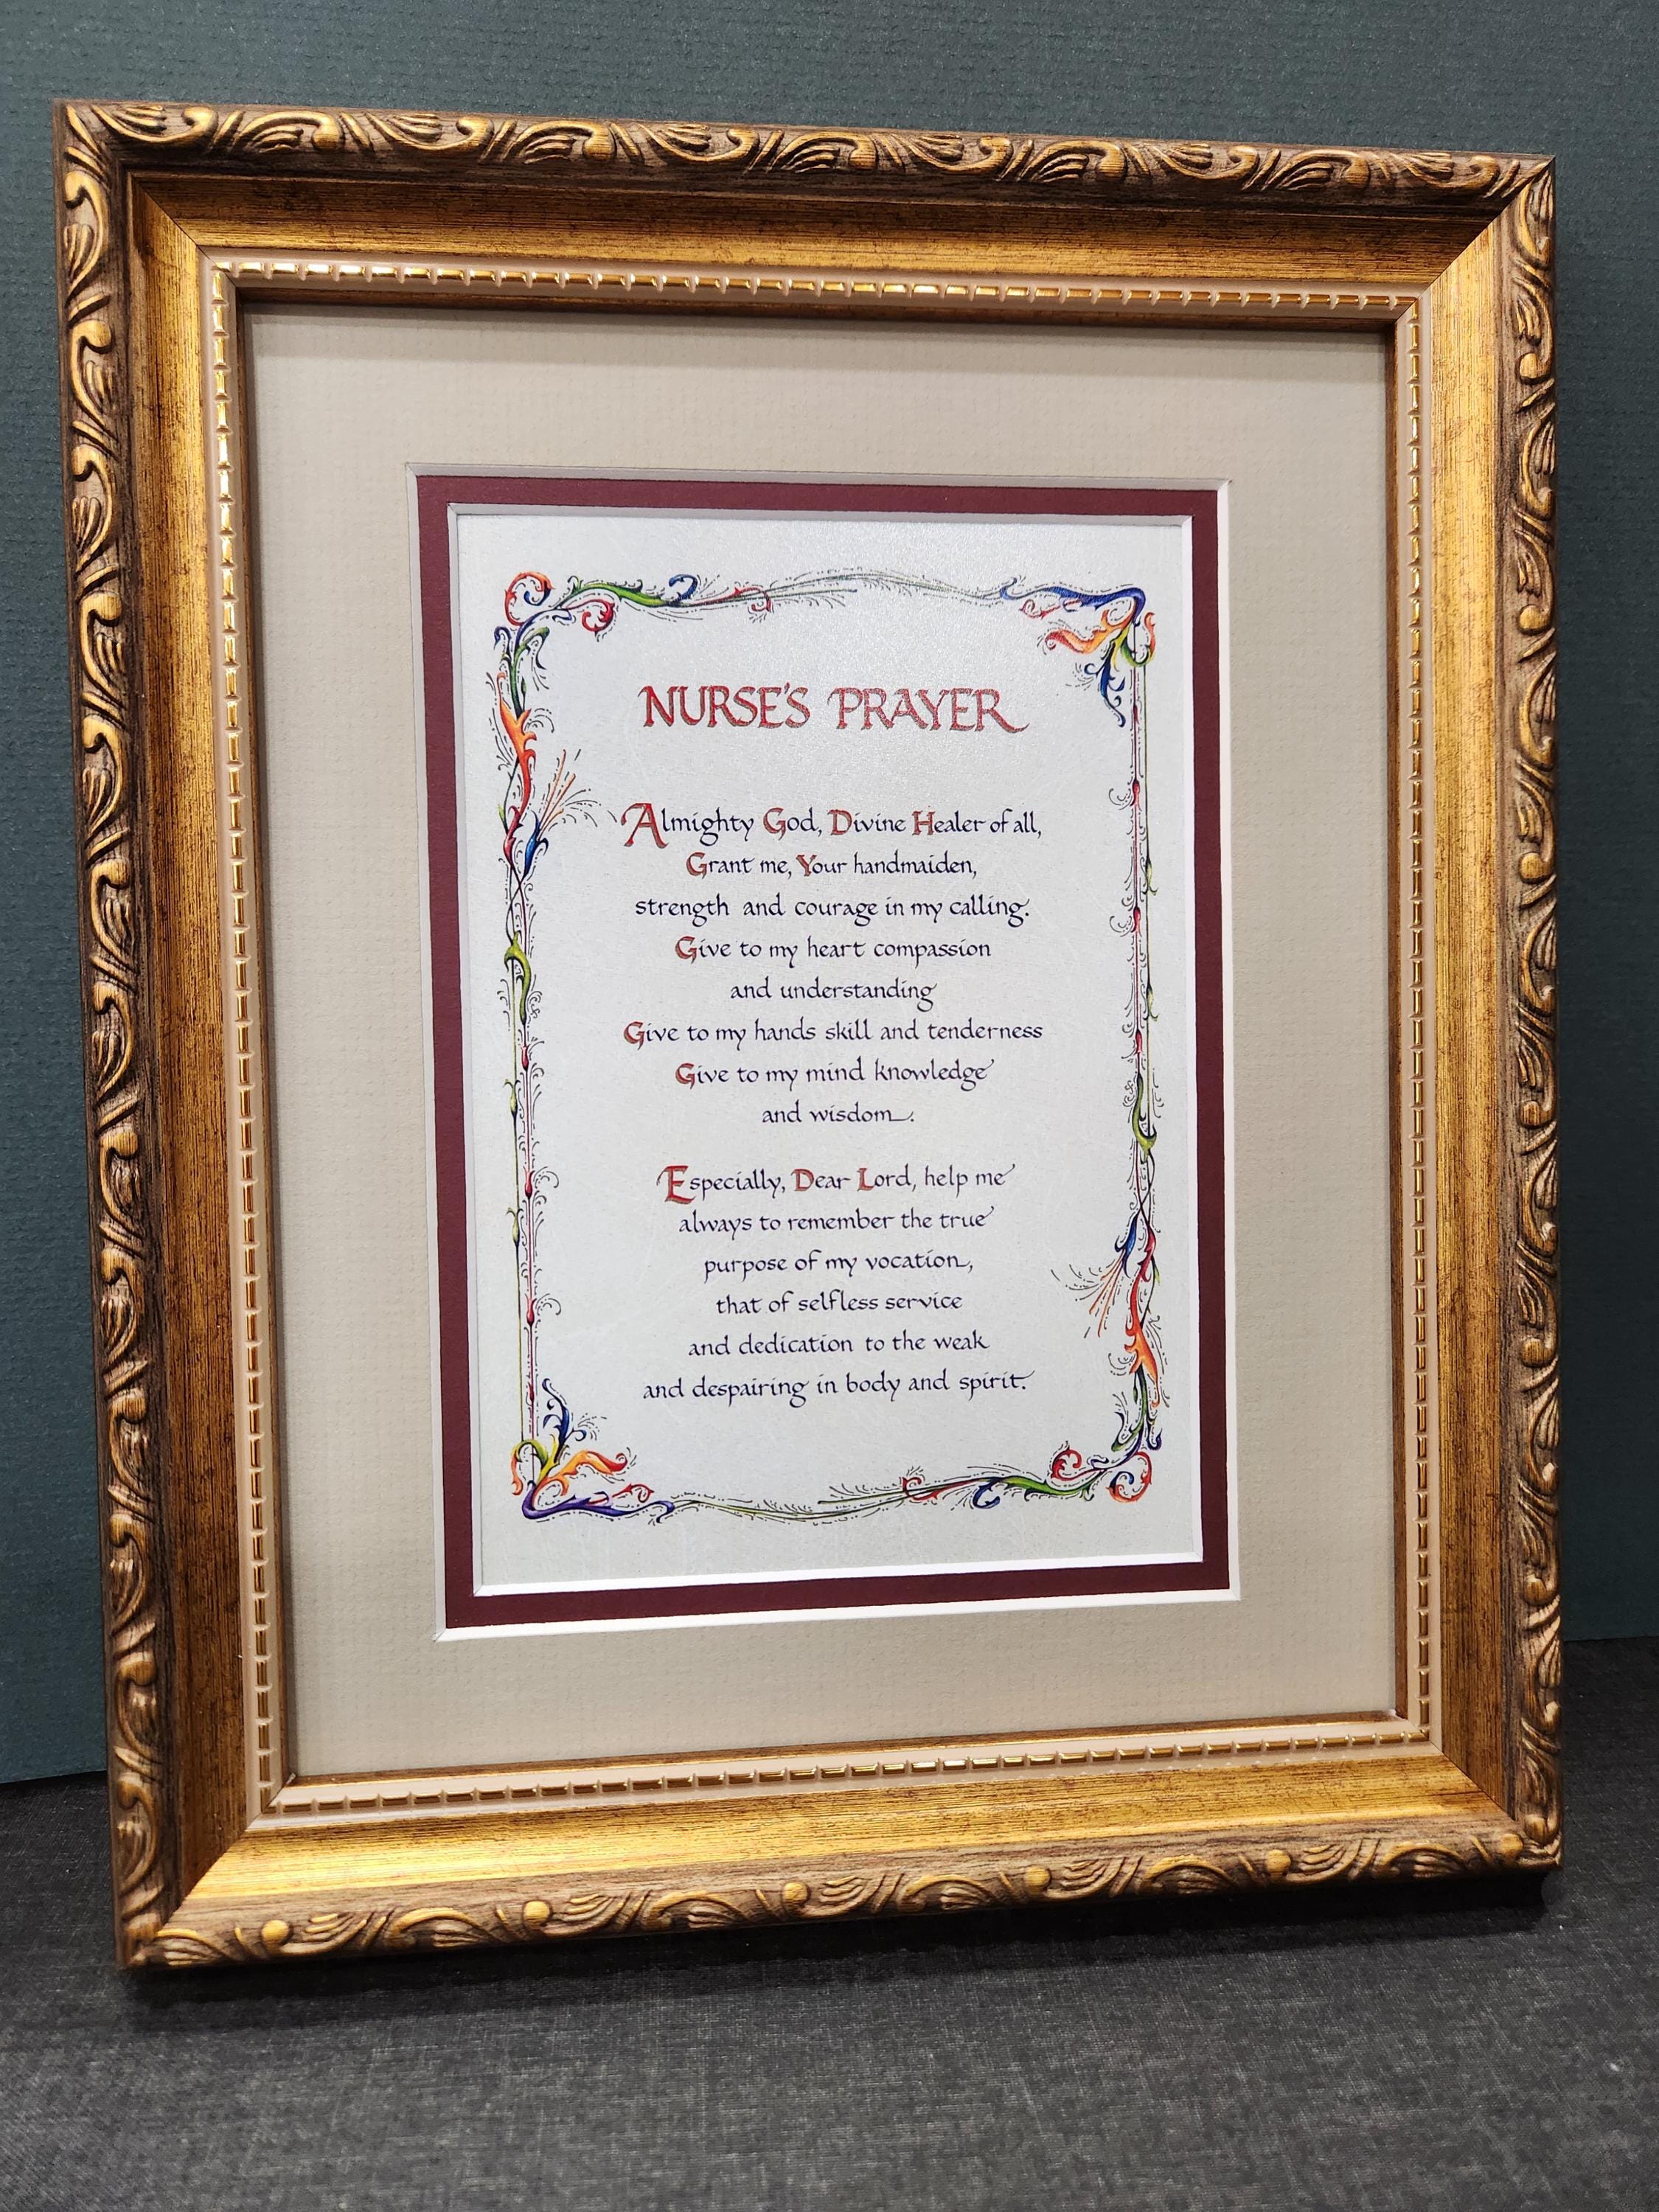 NURSE'S PRAYER
Almighty God, Divine Healer of all,
Grant me, Your handmaiden,
strength and courage in my calling.
Give to my heart compassion
and understanding
Give to my hands skill and tenderness
Give to my mind knowledge
and wisdom.
Especially, Dear Lord, help me
always to remember the true
purpose of my vocation,
that of selfless service
and dedication to the weak
and despairing in body and spirit.